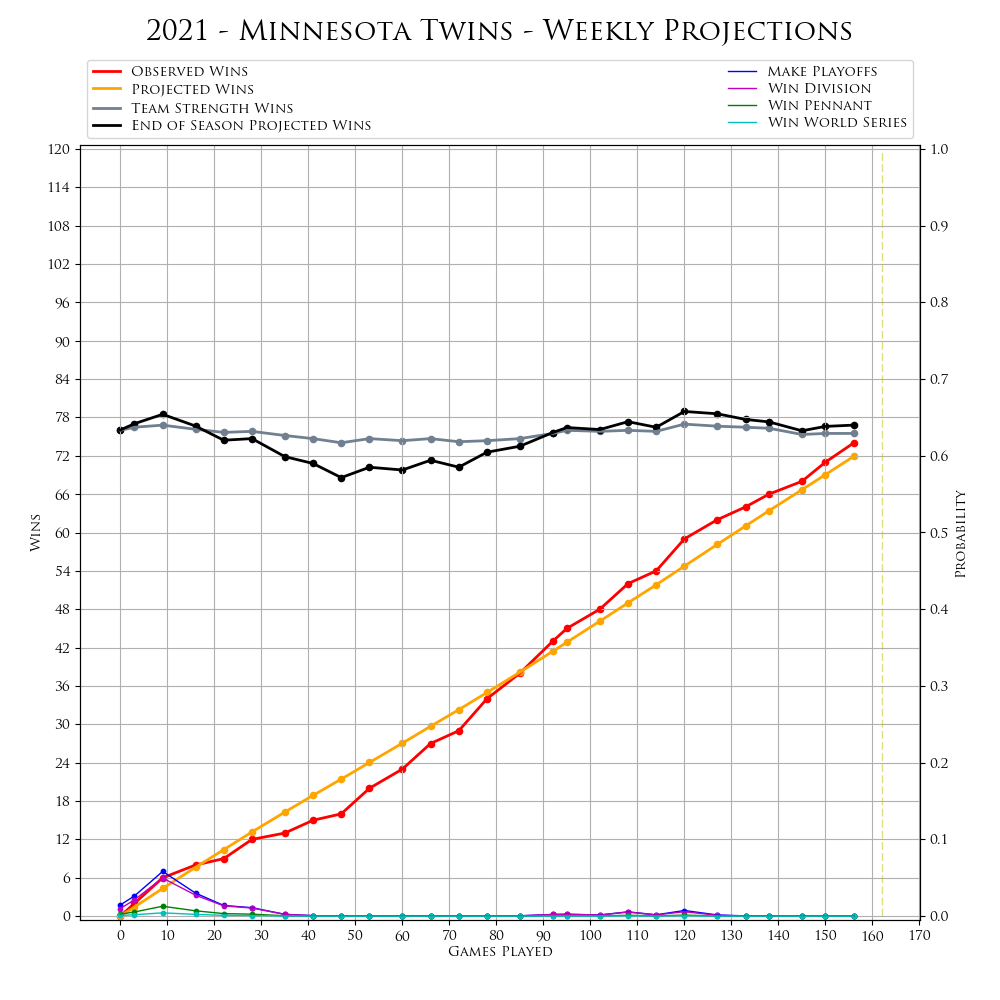 2021 - Minnesota Twins - Weekly Projections
Observed Wins
Projected Wins
Team Strength Wins
End of Season Projected Wins
Make Playoffs
Win Division
Win Pennant
Win World Series
120
114
108
102
96
90
84
78
72
66
60
54
48
42
36
30
24
18
12
6
0
Wins
1.0
0.9
0.8
0.7
0.6
0.5
0.4
0.3
0.2
0.1
0.0
Probability
0 10 20 30 40 50 60 70 80 90 100 110 120 130 140 150 160 170
Games Played